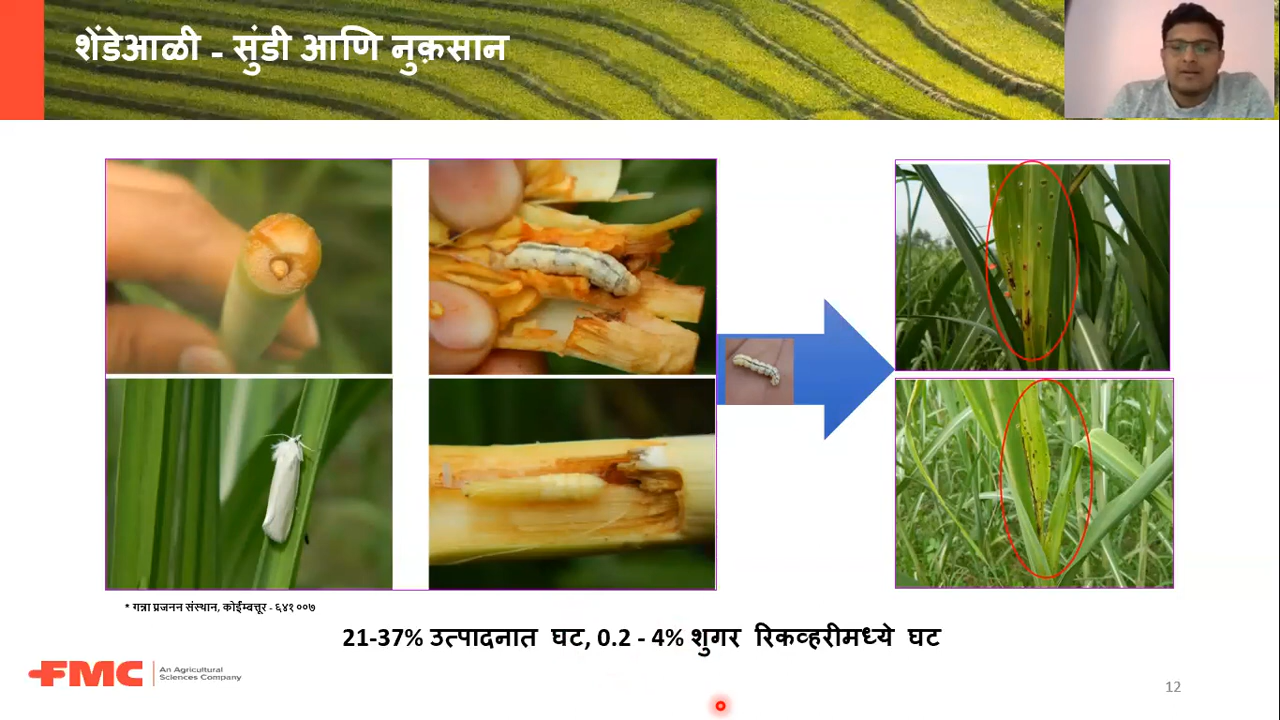 शेंडेआळी - सुंडी आणि नुक़सान
* गन्ना प्रजनन संस्थान, कोईम्बत्तूर - ६४१ ००७
21-37% उत्पादनात घट, 0.2 - 4% शुगर रिकव्हरीमध्ये घट
FMC
An Agricultural
Sciences Company
12